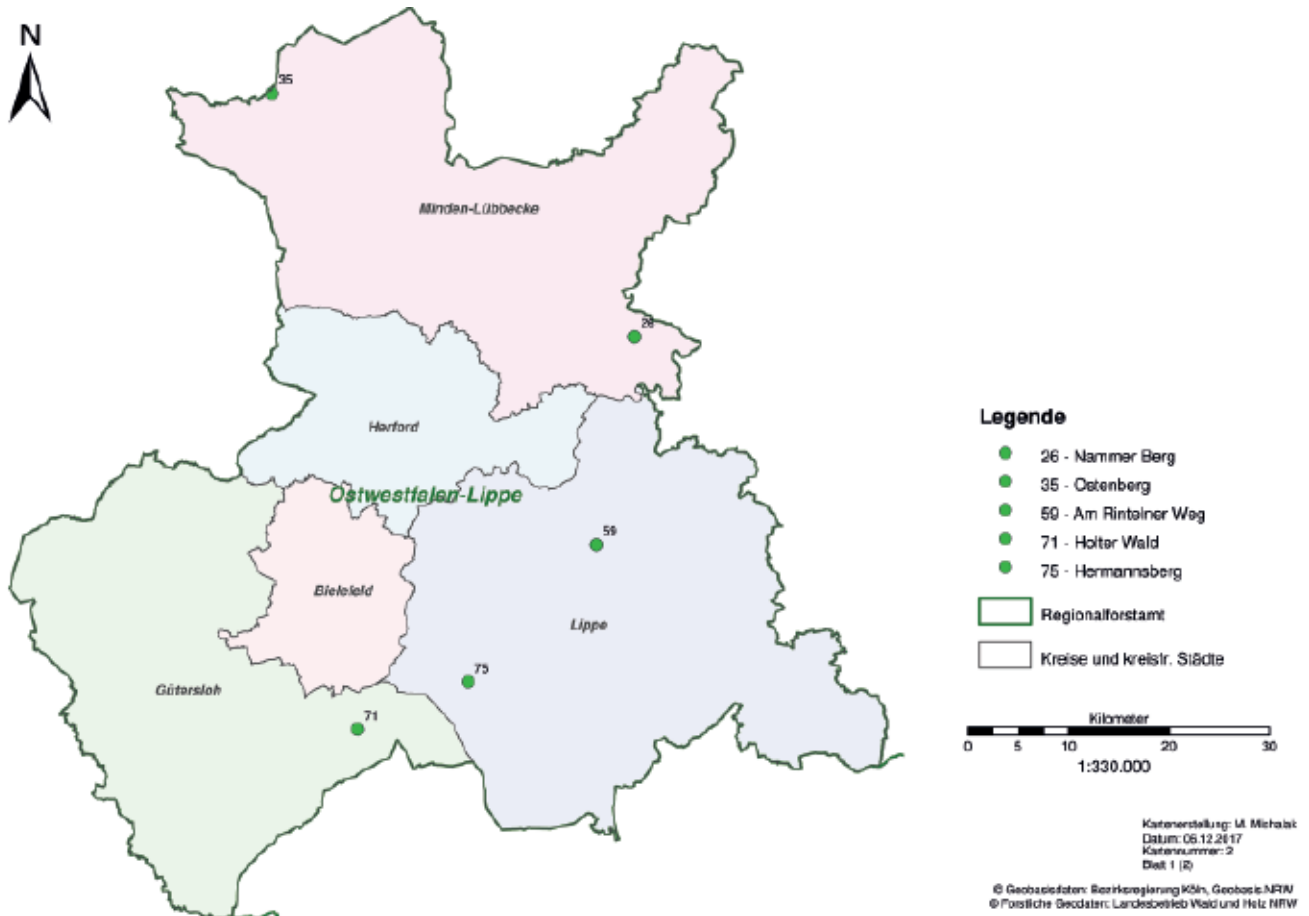 N
35
Minden-Lübbecke
26
Herford
Ostwestfalen-Lippe
59
Bielefeld
Lippe
75
Gütersloh
71
Legende
26 - Nammer Berg
35 - Ostenberg
59 - Am Rintelner Weg
71 - Holter Wald
75 - Hermannsberg
Regionalforstamt
Kreise und kreisfr. Städte
Kilometer
0 5 10 20 30
1:330.000
Kartenerstellung: M. Michalak
Datum: 06.12.2017
Kartennummer: 2
Blatt 1 (2)
© Geobasisdaten: Bezirksregierung Köln, Geobasis NRW
© Forstliche Geodaten: Landesbetrieb Wald und Holz NRW